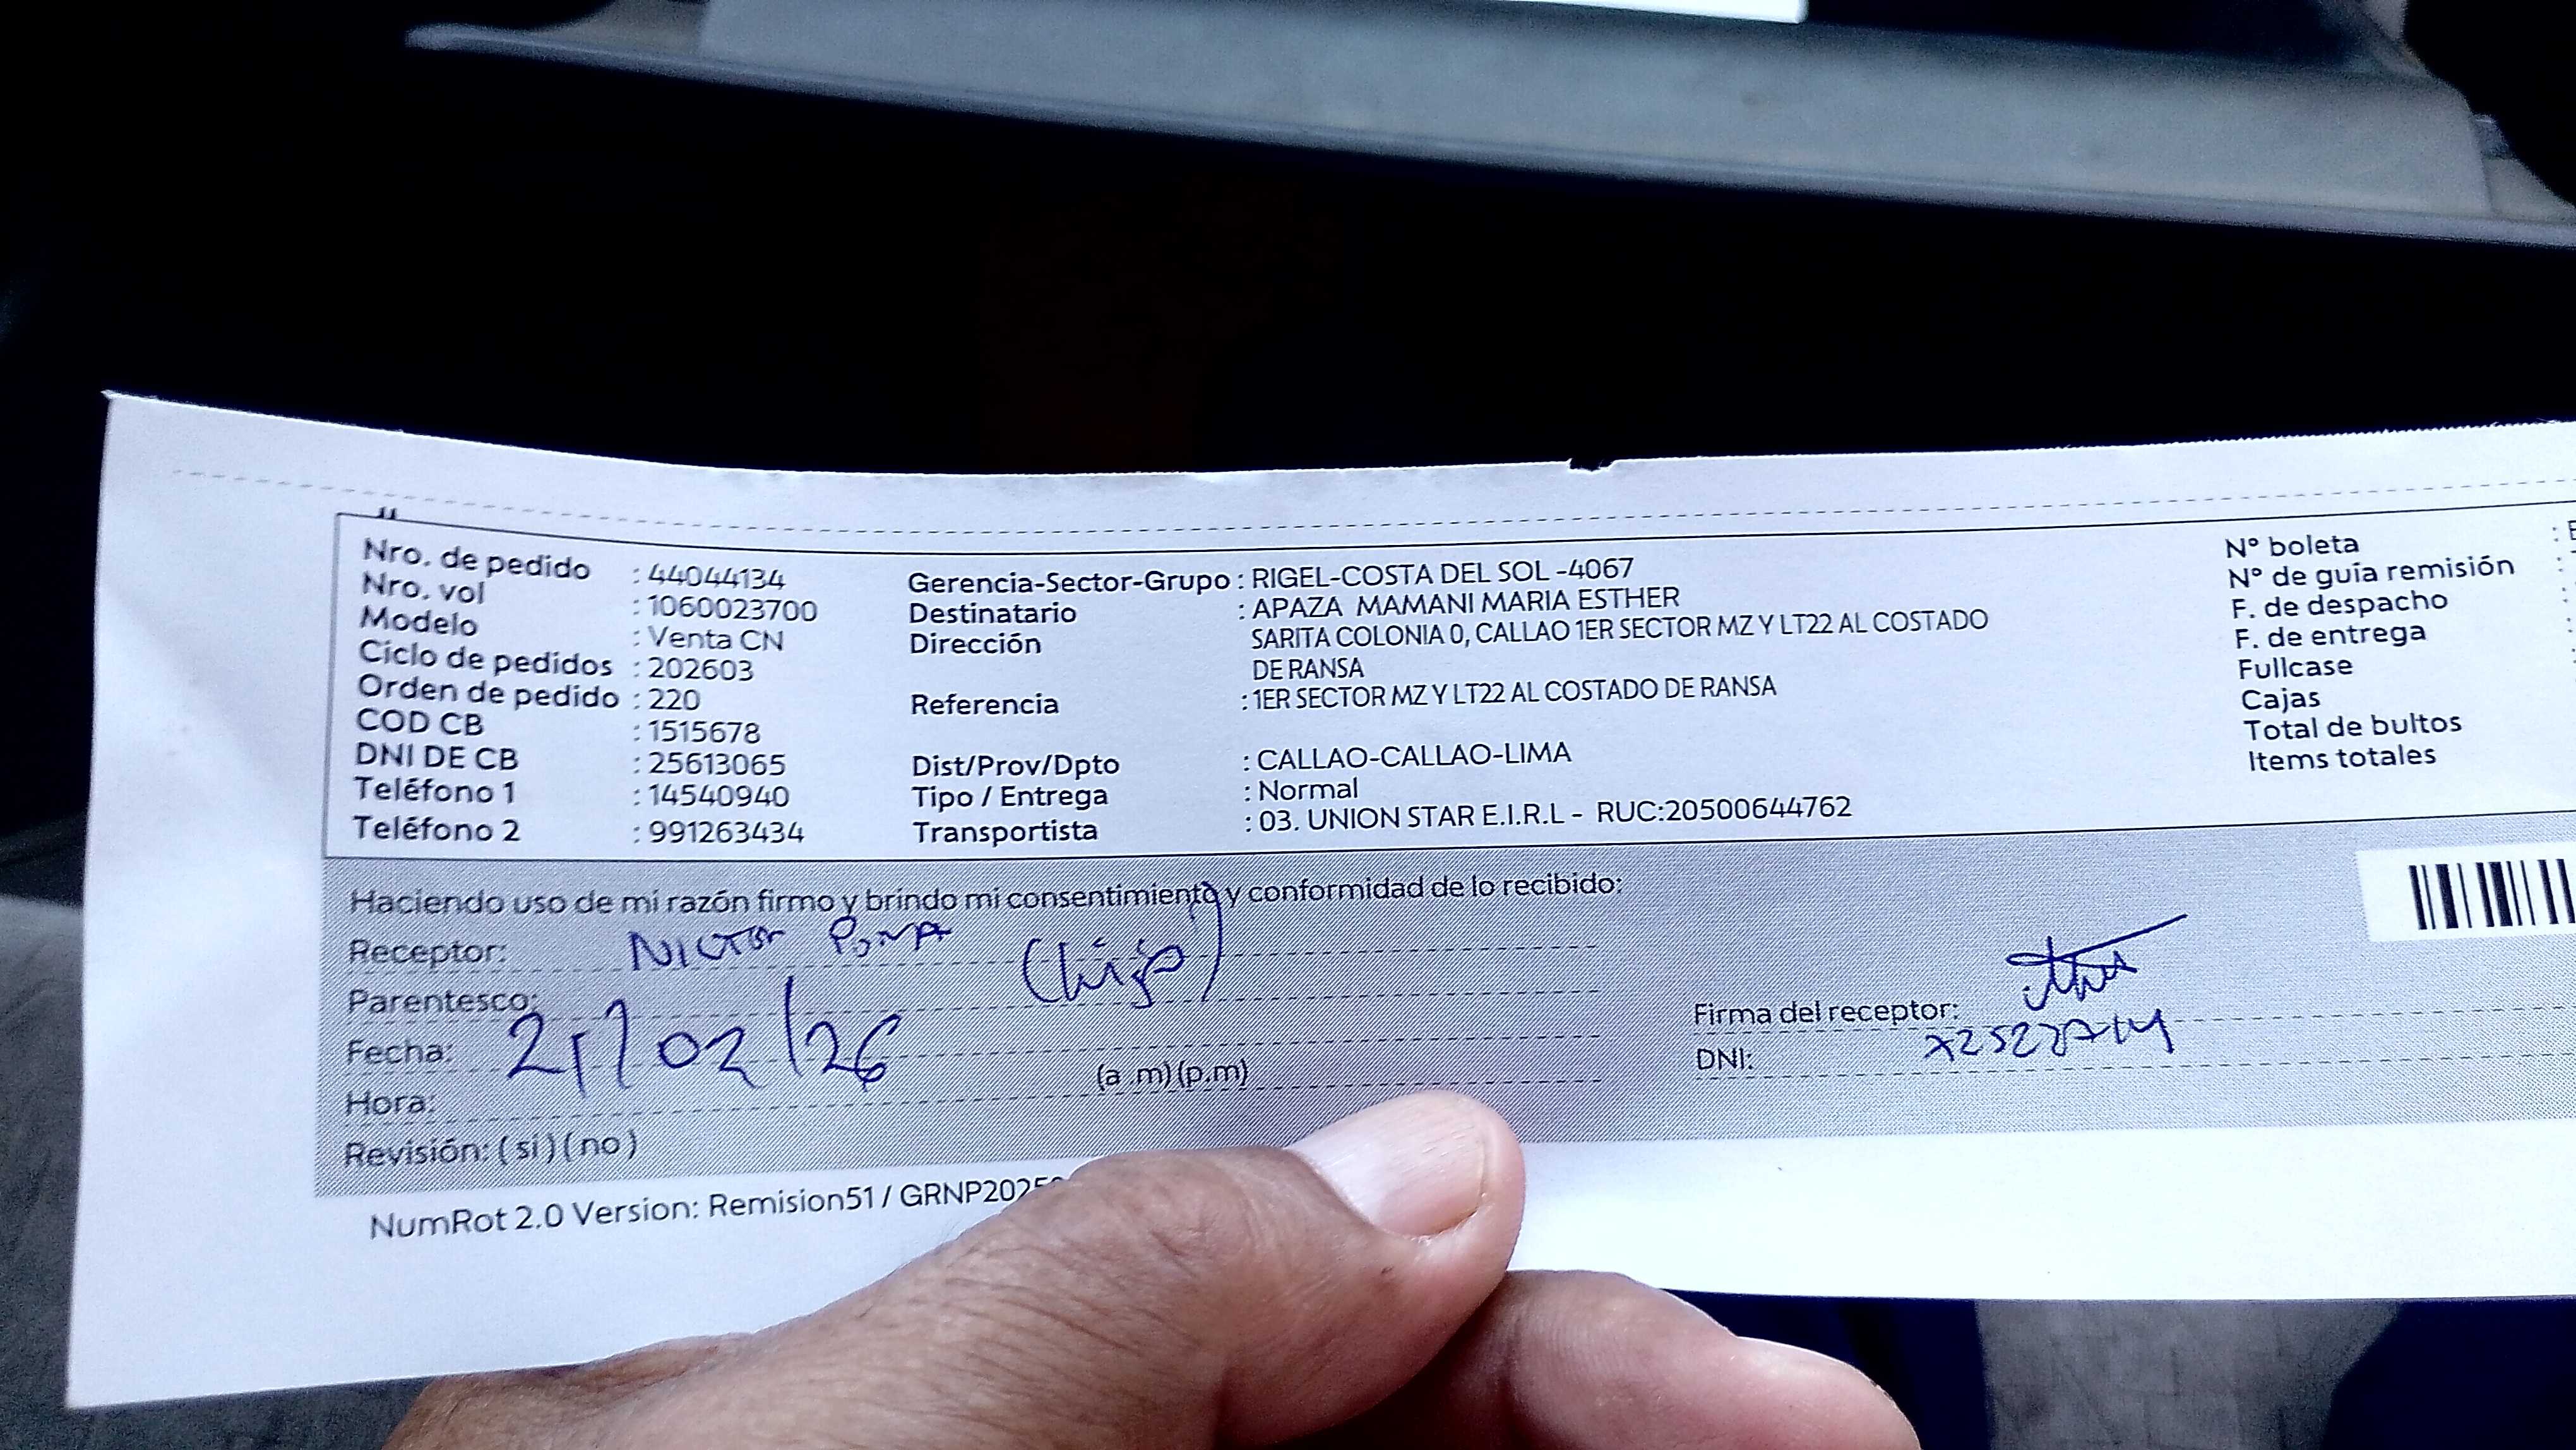 Nro. de pedido : 44044134
Nro. vol : 1060023700
Modelo : Venta CN
Ciclo de pedidos : 202603
Orden de pedido : 220
COD CB : 1515678
DNI DE CB : 25613065
Teléfono 1 : 14540940
Teléfono 2 : 991263434
Gerencia-Sector-Grupo : RIGEL-COSTA DEL SOL -4067
Destinatario : APAZA MAMANI MARIA ESTHER
Dirección SARITA COLONIA 0, CALLAO 1ER SECTOR MZ Y LT22 AL COSTADO
DE RANSA
Referencia : 1ER SECTOR MZ Y LT22 AL COSTADO DE RANSA
Dist/Prov/Dpto : CALLAO-CALLAO-LIMA
Tipo / Entrega : Normal
Transportista : 03. UNION STAR E.I.R.L - RUC:20500644762
N° boleta :
N° de guía remisión :
F. de despacho :
F. de entrega :
Fullcase
Cajas
Total de bultos
Items totales
Haciendo uso de mi razón firmo y brindo mi consentimiento y conformidad de lo recibido:
Receptor: NICTOR POMA
Parentesco: (hijo)
Fecha: 21/02/26
Hora: (a .m) (p.m)
Revisión: ( si ) ( no )
Firma del receptor:
DNI:
NumRot 2.0 Version: Remision51 / GRNP2025